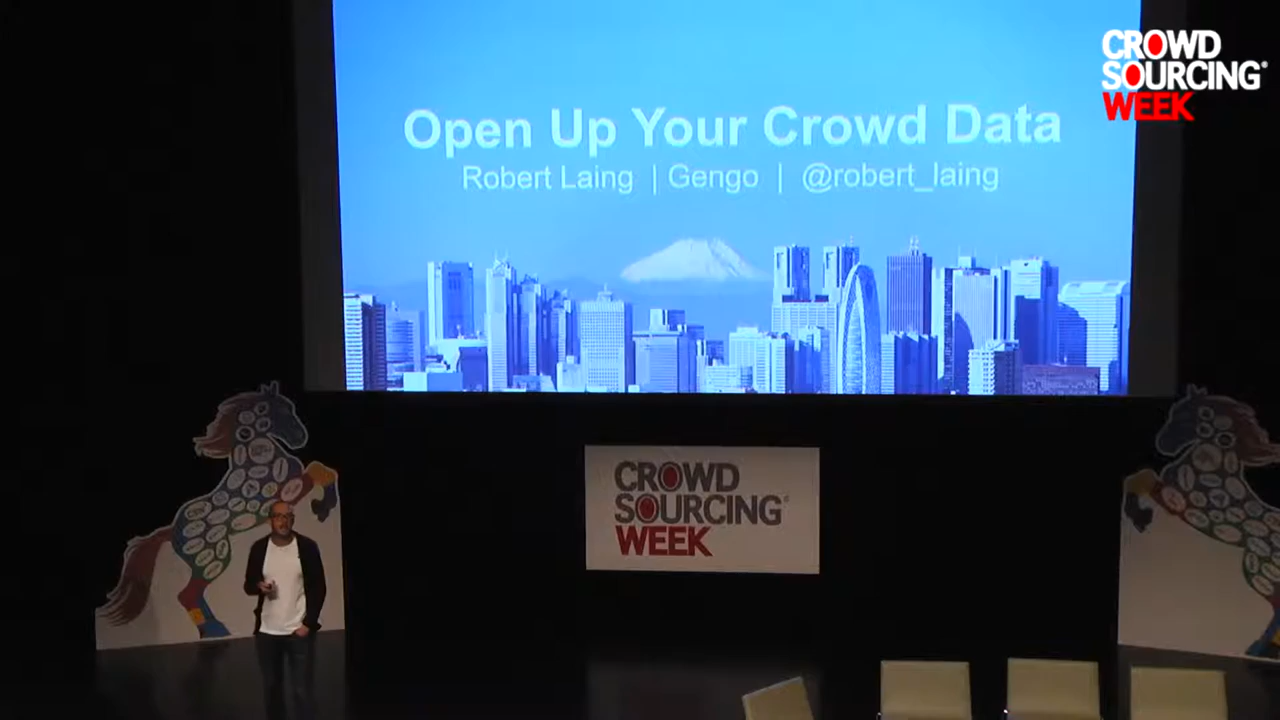 CROWD
SOURCING®
WEEK
Open Up Your Crowd Data
Robert Laing | Gengo | @robert_laing
CROWD
SOURCING®
WEEK